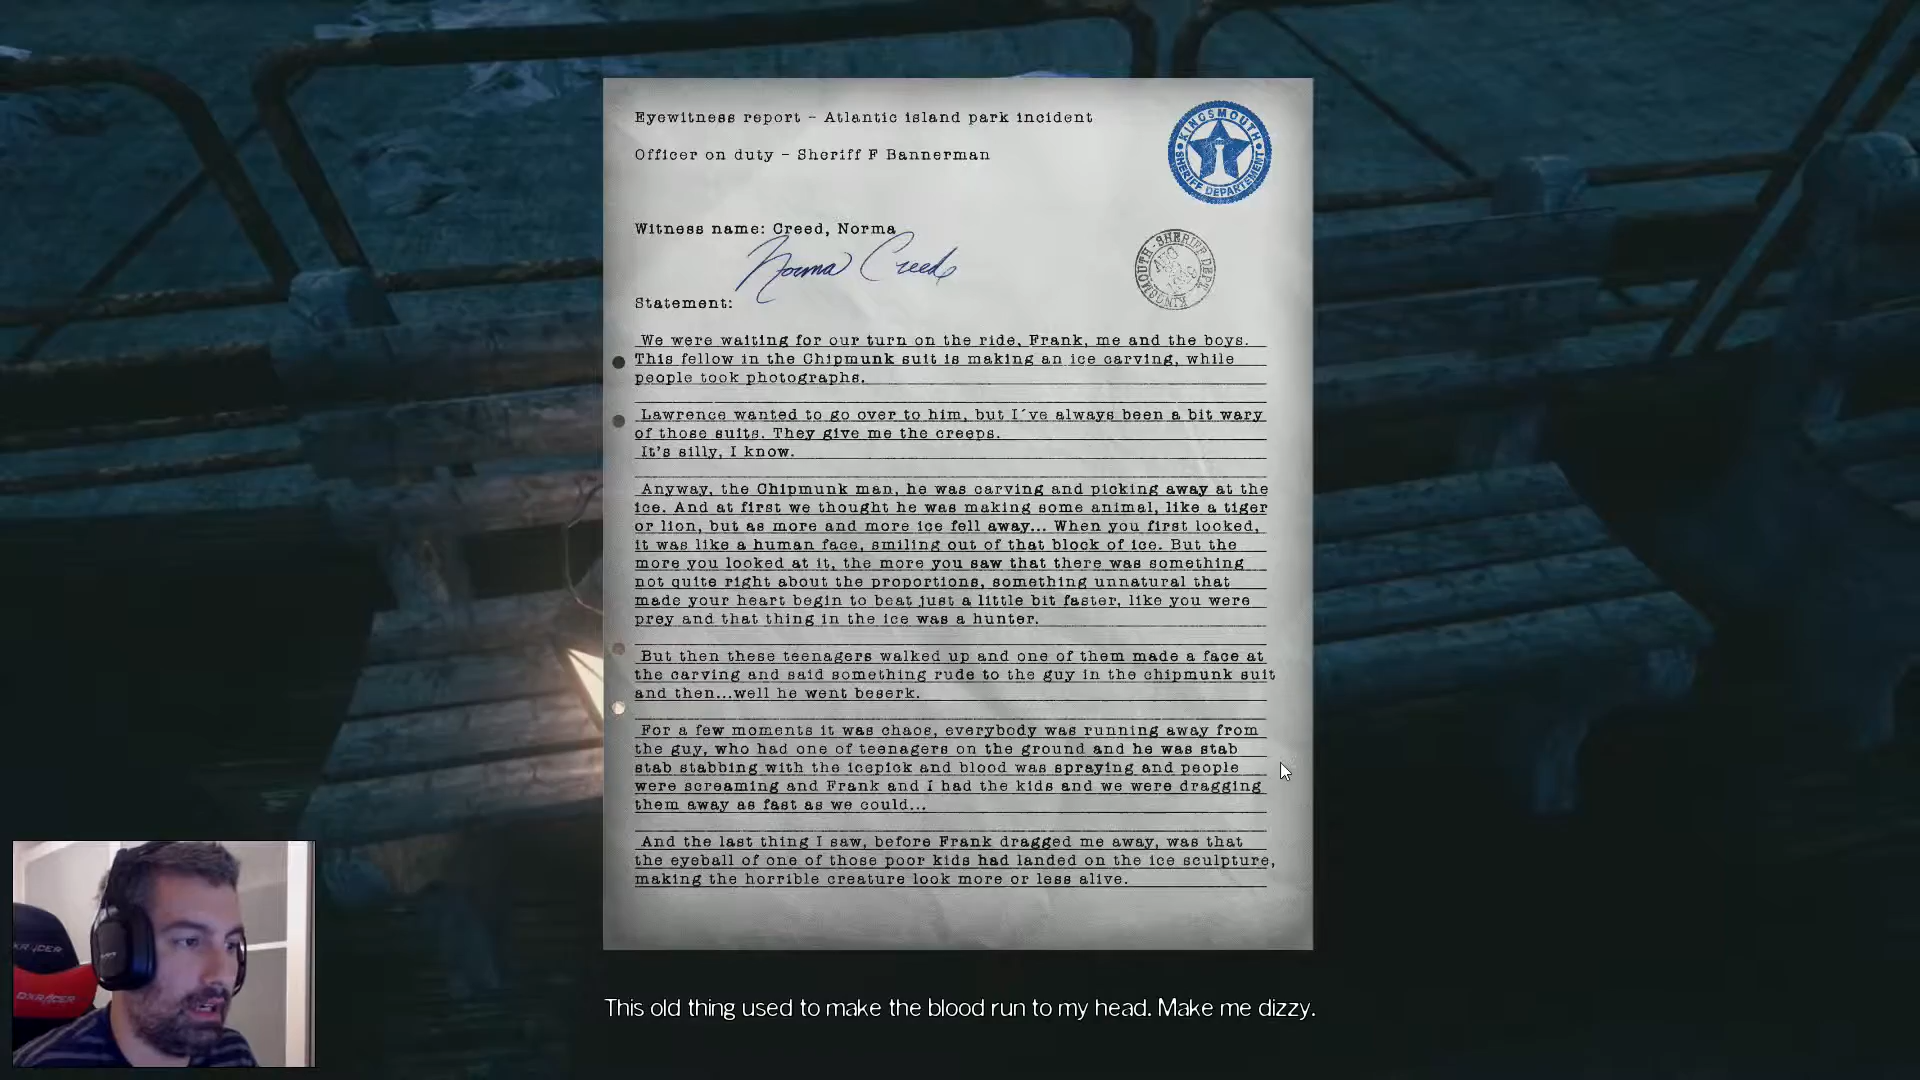 Eyewitness report - Atlantic island park incident
Officer on duty - Sheriff F Bannerman
KINGSMOUTH
SHERIFF DEPARTEMENT
Witness name: Creed, Norma
Norma Creed
KINGSMOUTH - SHERIFF DEPT
Statement:
We were waiting for our turn on the ride, Frank, me and the boys.
This fellow in the Chipmunk suit is making an ice carving, while
people took photographs.
Lawrence wanted to go over to him, but I´ve always been a bit wary
of those suits. They give me the creeps.
It's silly, I know.
Anyway, the Chipmunk man, he was carving and picking away at the
ice. And at first we thought he was making some animal, like a tiger
or lion, but as more and more ice fell away... When you first looked,
it was like a human face, smiling out of that block of ice. But the
more you looked at it, the more you saw that there was something
not quite right about the proportions, something unnatural that
made your heart begin to beat just a little bit faster, like you were
prey and that thing in the ice was a hunter.
But then these teenagers walked up and one of them made a face at
the carving and said something rude to the guy in the chipmunk suit
and then...well he went beserk.
For a few moments it was chaos, everybody was running away from
the guy, who had one of teenagers on the ground and he was stab
stab stabbing with the icepick and blood was spraying and people
were screaming and Frank and I had the kids and we were dragging
them away as fast as we could...
And the last thing I saw, before Frank dragged me away, was that
the eyeball of one of those poor kids had landed on the ice sculpture,
making the horrible creature look more or less alive.
DXRACER
This old thing used to make the blood run to my head. Make me dizzy.